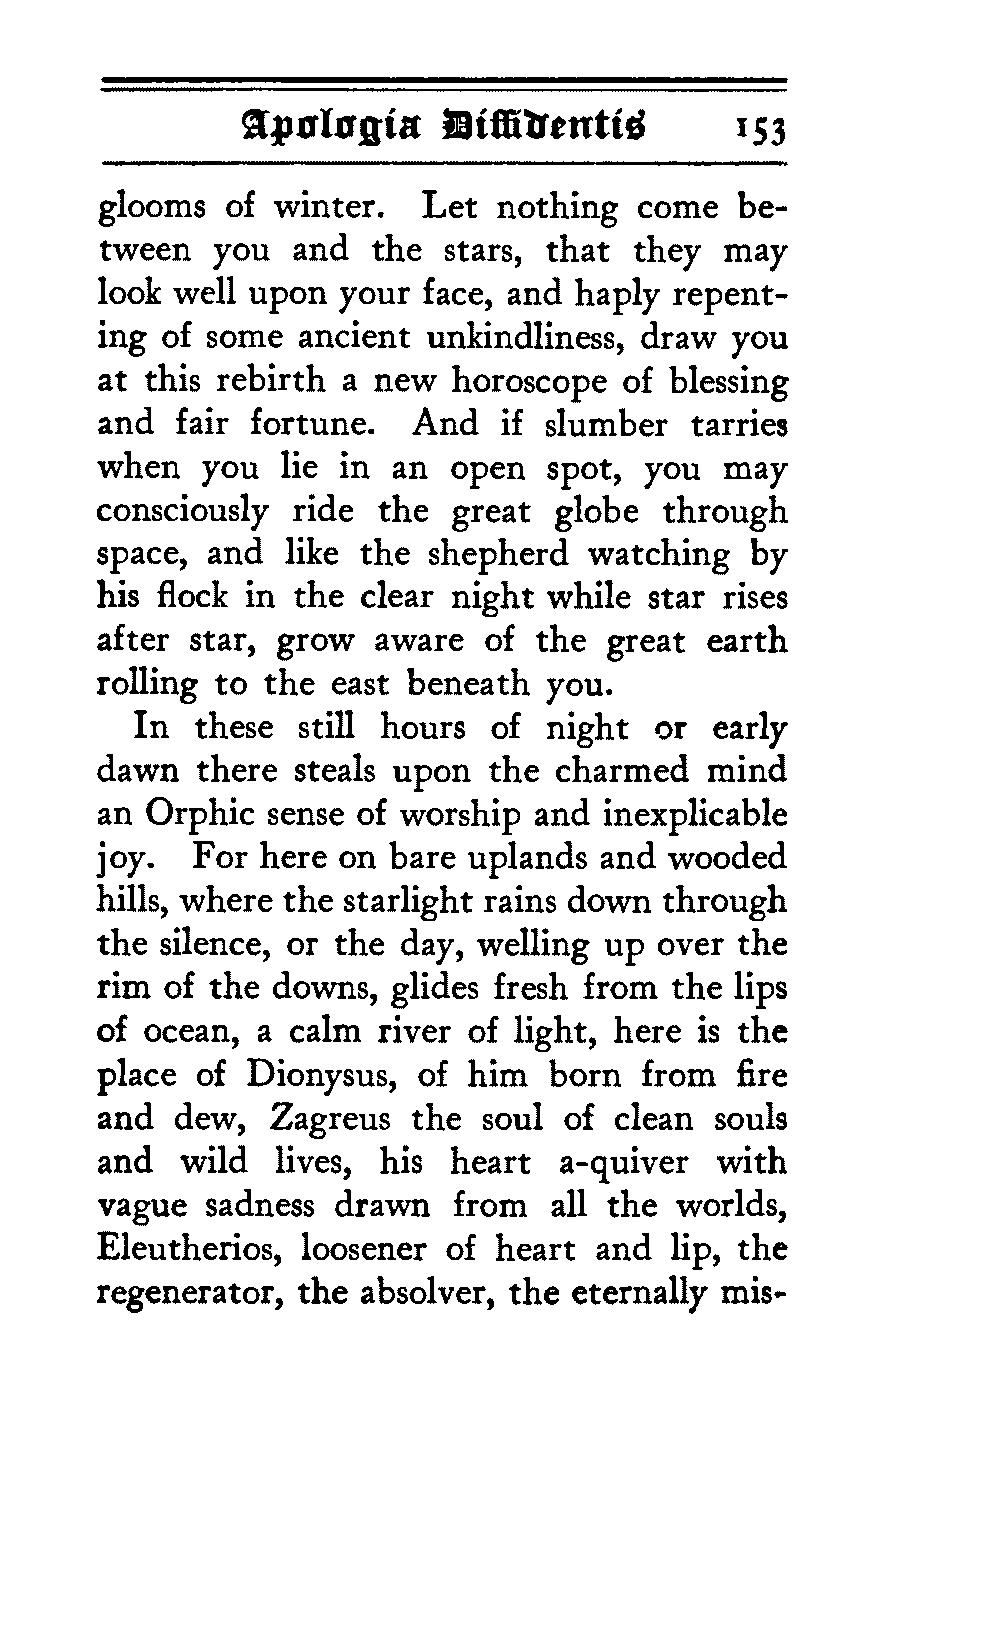 Apologia Diffidentis 153
glooms of winter. Let nothing come be-
tween you and the stars, that they may
look well upon your face, and haply repent-
ing of some ancient unkindliness, draw you
at this rebirth a new horoscope of blessing
and fair fortune. And if slumber tarries
when you lie in an open spot, you may
consciously ride the great globe through
space, and like the shepherd watching by
his flock in the clear night while star rises
after star, grow aware of the great earth
rolling to the east beneath you.
In these still hours of night or early
dawn there steals upon the charmed mind
an Orphic sense of worship and inexplicable
joy. For here on bare uplands and wooded
hills, where the starlight rains down through
the silence, or the day, welling up over the
rim of the downs, glides fresh from the lips
of ocean, a calm river of light, here is the
place of Dionysus, of him born from fire
and dew, Zagreus the soul of clean souls
and wild lives, his heart a-quiver with
vague sadness drawn from all the worlds,
Eleutherios, loosener of heart and lip, the
regenerator, the absolver, the eternally mis-